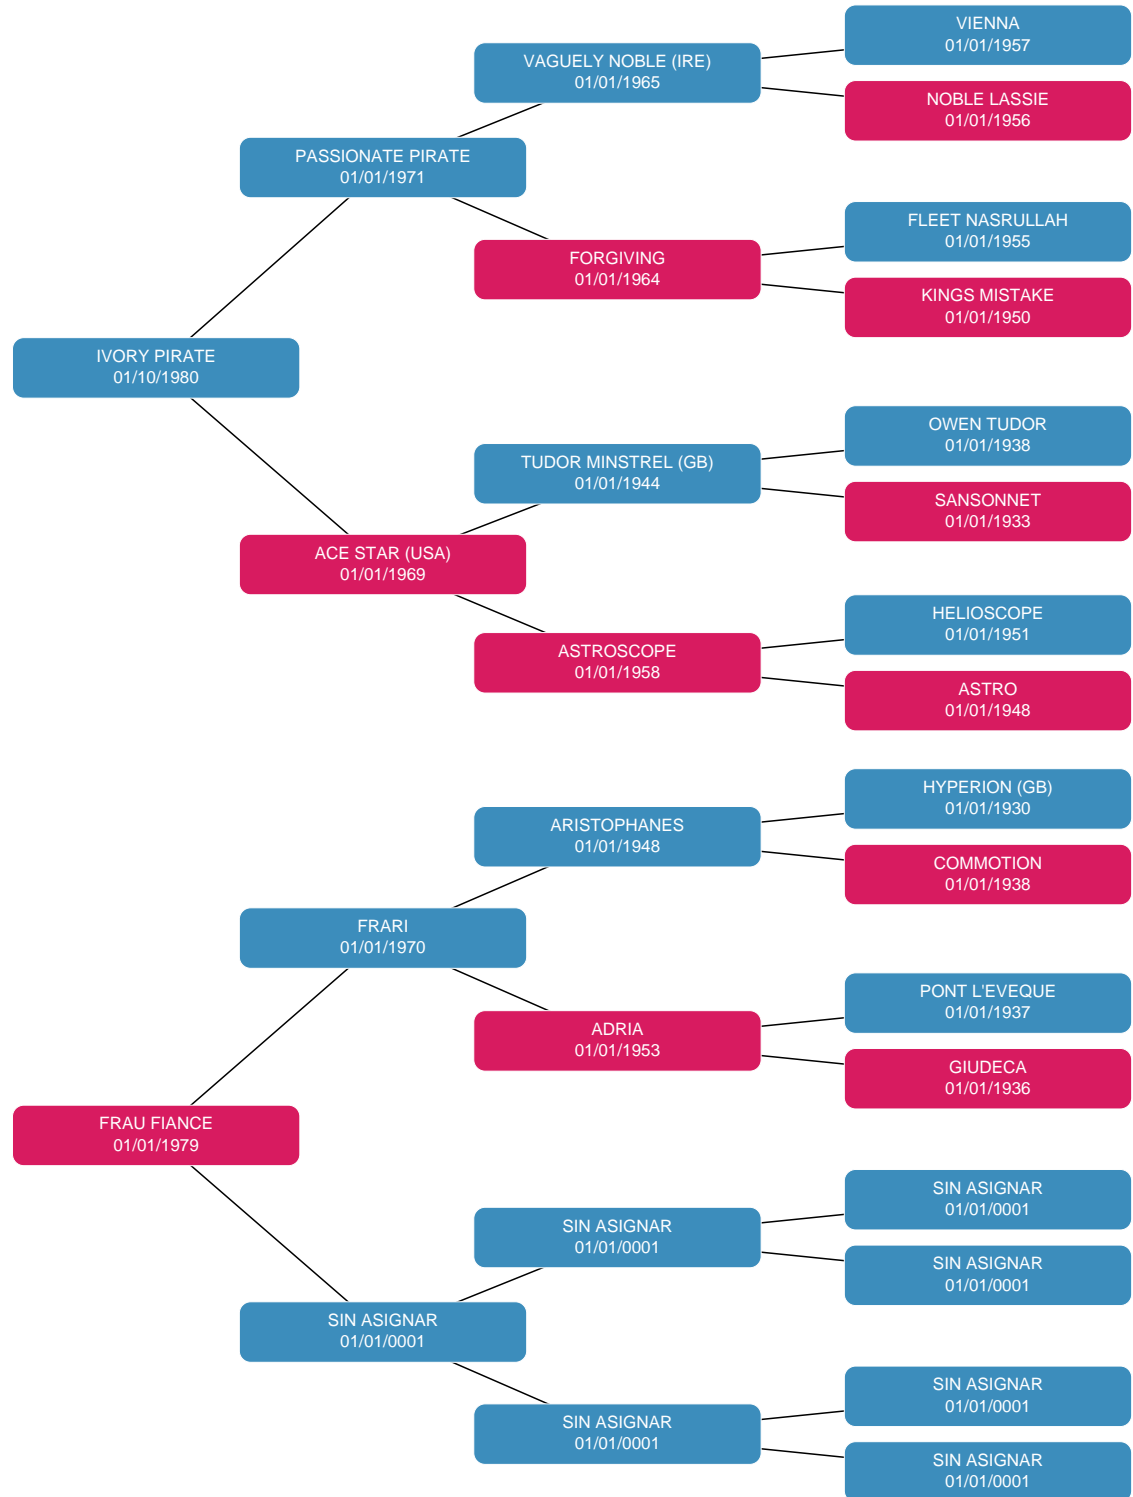 VIENNA
01/01/1957
VAGUELY NOBLE (IRE)
01/01/1965
NOBLE LASSIE
01/01/1956
PASSIONATE PIRATE
01/01/1971
FLEET NASRULLAH
01/01/1955
FORGIVING
01/01/1964
KINGS MISTAKE
01/01/1950
IVORY PIRATE
01/10/1980
OWEN TUDOR
01/01/1938
TUDOR MINSTREL (GB)
01/01/1944
SANSONNET
01/01/1933
ACE STAR (USA)
01/01/1969
HELIOSCOPE
01/01/1951
ASTROSCOPE
01/01/1958
ASTRO
01/01/1948
HYPERION (GB)
01/01/1930
ARISTOPHANES
01/01/1948
COMMOTION
01/01/1938
FRARI
01/01/1970
PONT L'EVEQUE
01/01/1937
ADRIA
01/01/1953
GIUDECA
01/01/1936
FRAU FIANCE
01/01/1979
SIN ASIGNAR
01/01/0001
SIN ASIGNAR
01/01/0001
SIN ASIGNAR
01/01/0001
SIN ASIGNAR
01/01/0001
SIN ASIGNAR
01/01/0001
SIN ASIGNAR
01/01/0001
SIN ASIGNAR
01/01/0001